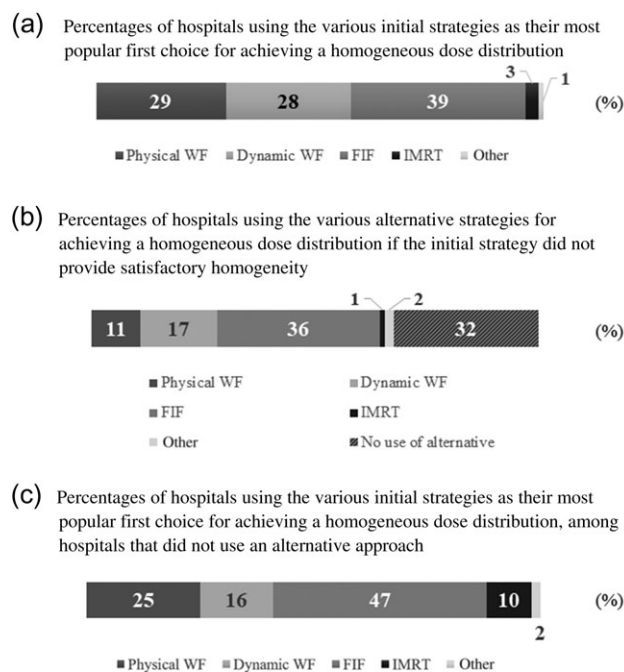 (a) Percentages of hospitals using the various initial strategies as their most
popular first choice for achieving a homogeneous dose distribution
3
1
29 28 39 (%)
Physical WF Dynamic WF FIF IMRT Other
(b) Percentages of hospitals using the various alternative strategies for
achieving a homogeneous dose distribution if the initial strategy did not
provide satisfactory homogeneity
1 2
11 17 36 32 (%)
Physical WF Dynamic WF
FIF IMRT
Other No use of alternative
(c) Percentages of hospitals using the various initial strategies as their most
popular first choice for achieving a homogeneous dose distribution, among
hospitals that did not use an alternative approach
25 16 47 10 (%)
2
Physical WF Dynamic WF FIF IMRT Other